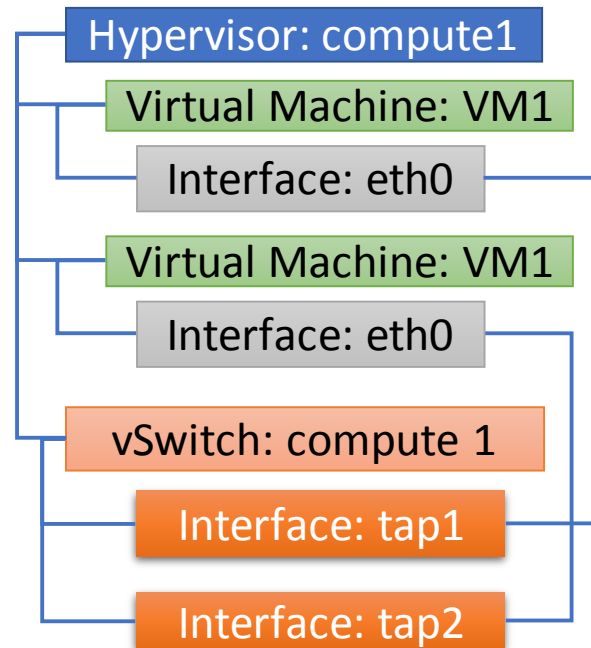 Hypervisor: compute1
Virtual Machine: VM1
Interface: eth0
Virtual Machine: VM1
Interface: eth0
vSwitch: compute 1
Interface: tap1
Interface: tap2